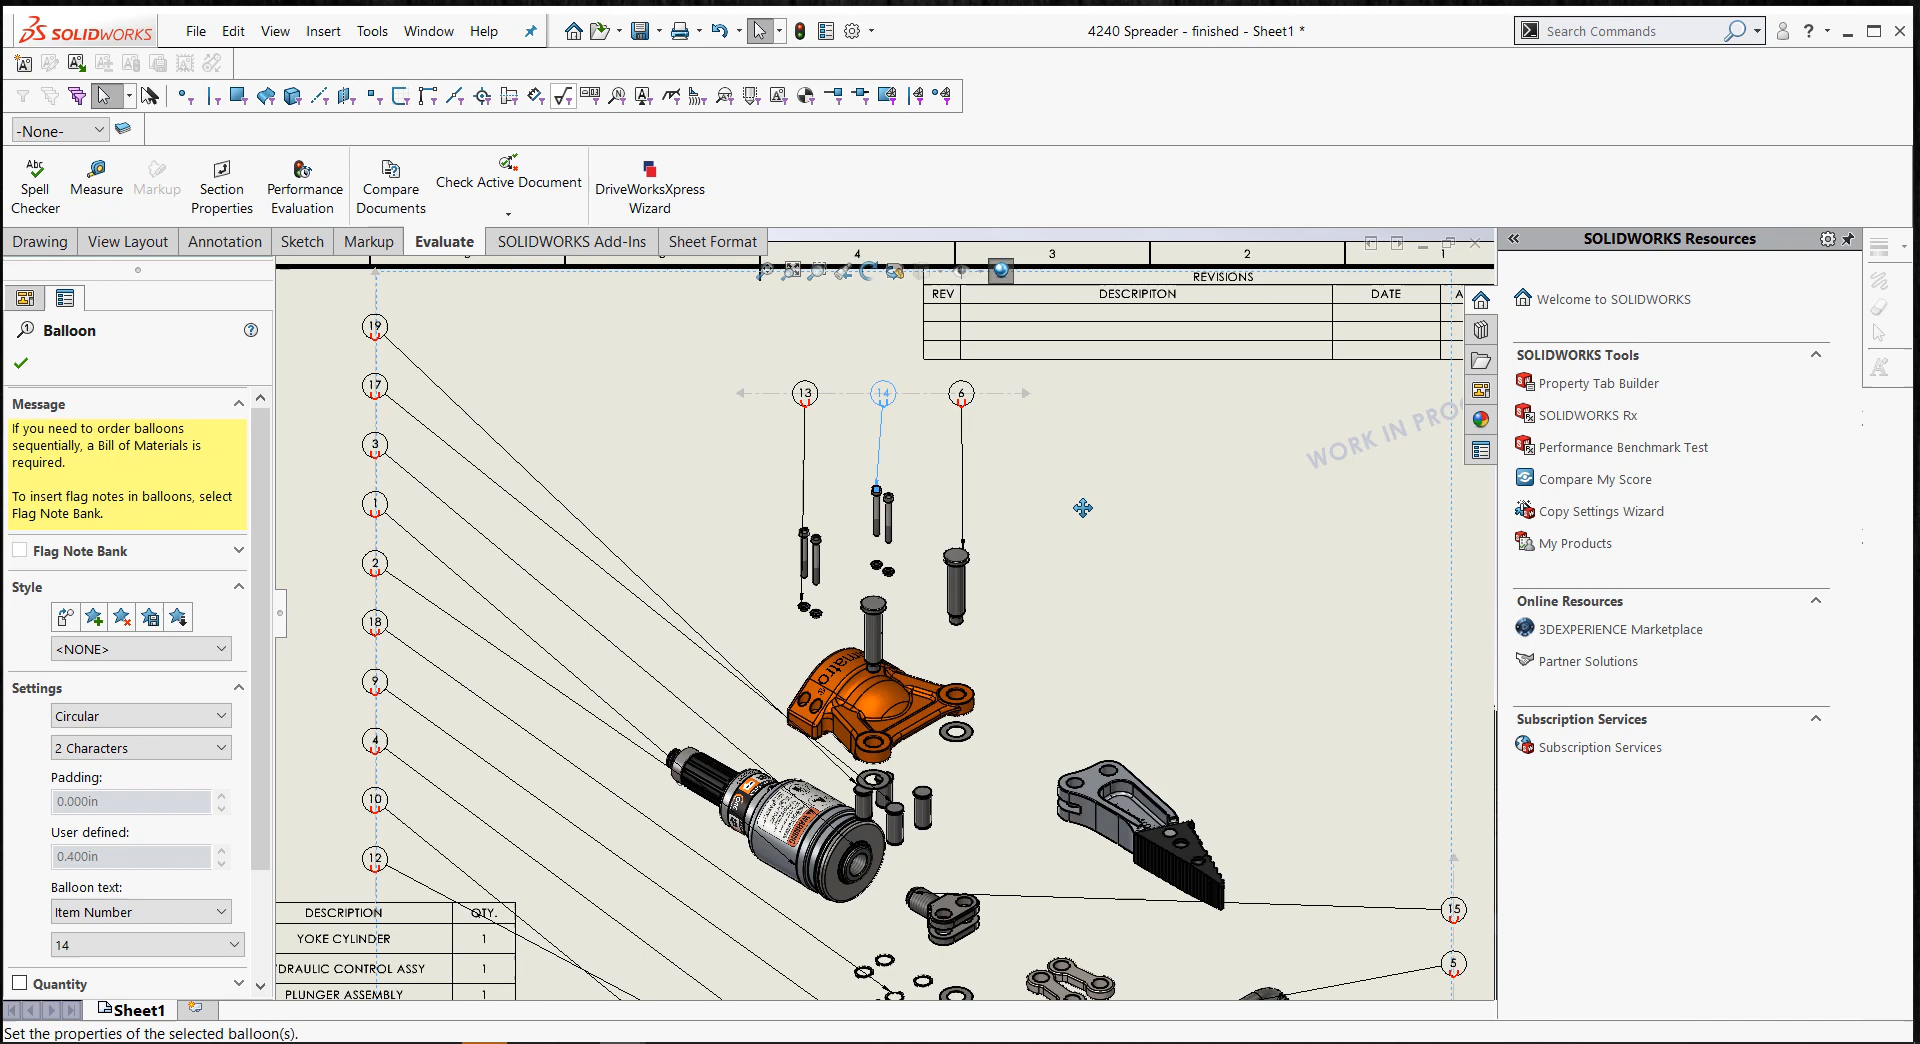 SOLIDWORKS
File Edit View Insert Tools Window Help
4240 Spreader - finished - Sheet1 *
Search Commands
-None-
Spell Checker
Measure
Markup
Section Properties
Performance Evaluation
Compare Documents
Check Active Document
DriveWorksXpress Wizard
Drawing View Layout Annotation Sketch Markup Evaluate SOLIDWORKS Add-Ins Sheet Format
Balloon
Message
If you need to order balloons
sequentially, a Bill of Materials is
required.
To insert flag notes in balloons, select
Flag Note Bank.
Flag Note Bank
Style
<NONE>
Settings
Circular
2 Characters
Padding:
0.000in
User defined:
0.400in
Balloon text:
Item Number
14
Quantity
4 3 2 1
REVISIONS
REV DESCRIPITON DATE A
WORK IN PRO
19
17
3
1
2
18
9
4
10
12
13 14 6
15
5
DESCRIPTION QTY.
YOKE CYLINDER 1
DRAULIC CONTROL ASSY 1
PLUNGER ASSEMBLY 1
SOLIDWORKS Resources
Welcome to SOLIDWORKS
SOLIDWORKS Tools
Property Tab Builder
SOLIDWORKS Rx
Performance Benchmark Test
Compare My Score
Copy Settings Wizard
My Products
Online Resources
3DEXPERIENCE Marketplace
Partner Solutions
Subscription Services
Subscription Services
Sheet1
Set the properties of the selected balloon(s).